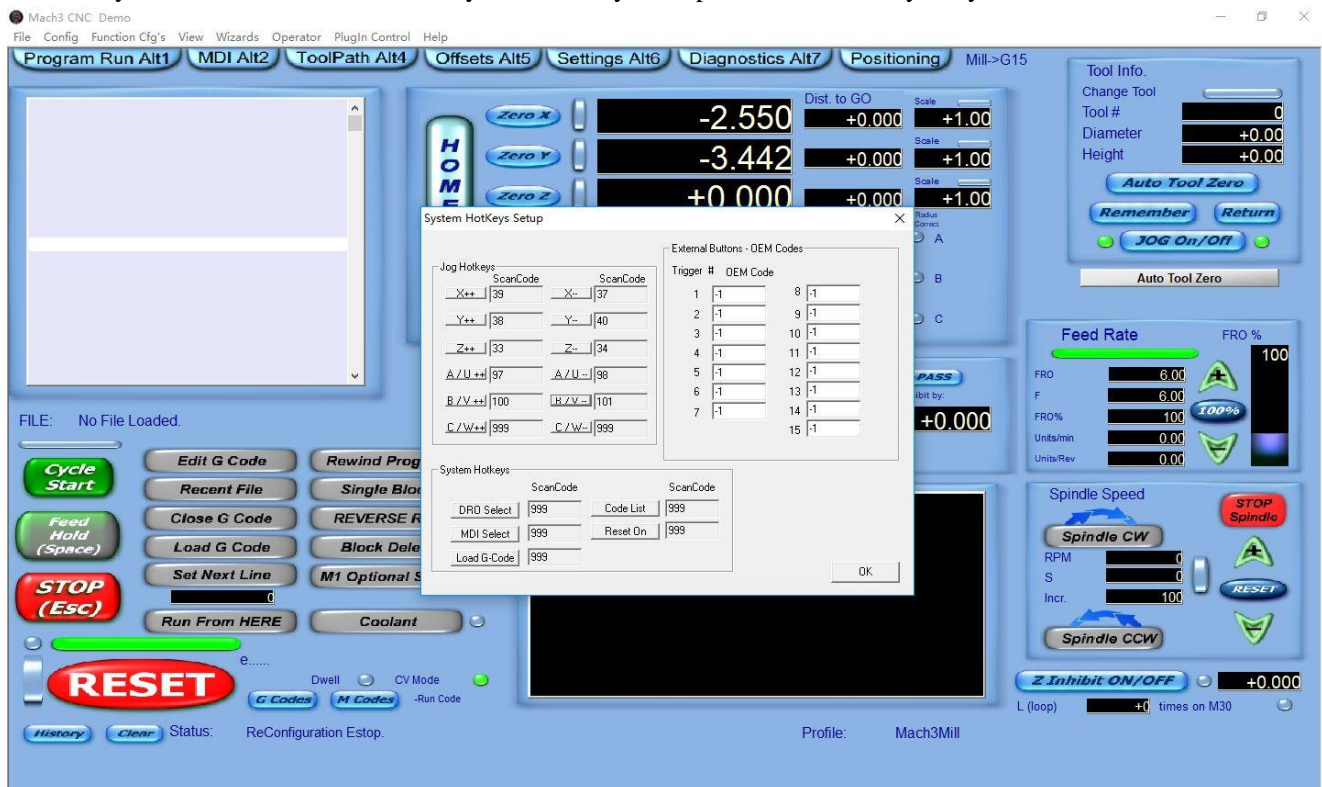 Mach3 CNC Demo
File Config Function Cfg's View Wizards Operator PlugIn Control Help
Program Run Alt1 MDI Alt2 ToolPath Alt4 Offsets Alt5 Settings Alt6 Diagnostics Alt7 Positioning Mill->G15
Tool Info.
Change Tool
Tool # 0
Diameter +0.00
Height +0.00
Auto Tool Zero
Remember Return
JOG On/Off
Auto Tool Zero
HOME
Dist. to GO
Zero X -2.550 +0.000 Scale +1.00
Zero Y -3.442 +0.000 Scale +1.00
Zero Z +0.000 +0.000 Scale +1.00
Radius
Correct
A
B
C
System HotKeys Setup
Jog Hotkeys
ScanCode ScanCode
X++ 39 X-- 37
Y++ 38 Y-- 40
Z++ 33 Z-- 34
A/U++ 97 A/U-- 98
B/V++ 100 B/V-- 101
C/W++ 999 C/W-- 999
External Buttons - OEM Codes
Trigger # OEM Code
1 -1 8 -1
2 -1 9 -1
3 -1 10 -1
4 -1 11 -1
5 -1 12 -1
6 -1 13 -1
7 -1 14 -1
15 -1
System Hotkeys
ScanCode ScanCode
DRO Select 999 Code List 999
MDI Select 999 Reset On 999
Load G-Code 999
OK
-PASS
ibit by:
+0.000
Feed Rate FRO %
100
FRO 6.00
F 6.00
FRO% 100 100%
Units/min 0.00
Units/Rev 0.00
FILE: No File Loaded.
Cycle
Start
Feed
Hold
(Space)
STOP
(Esc)
Edit G Code Rewind Prog
Recent File Single Blo
Close G Code REVERSE R
Load G Code Block Dele
Set Next Line M1 Optional S
0
Run From HERE Coolant
e......
RESET
Dwell CV Mode
G Codes M Codes -Run Code
Spindle Speed
STOP
Spindle
Spindle CW
RPM 0
S 0
Incr. 100
RESET
Spindle CCW
Z Inhibit ON/OFF +0.000
L (loop) +0 times on M30
History Clear Status: ReConfiguration Estop. Profile: Mach3Mill